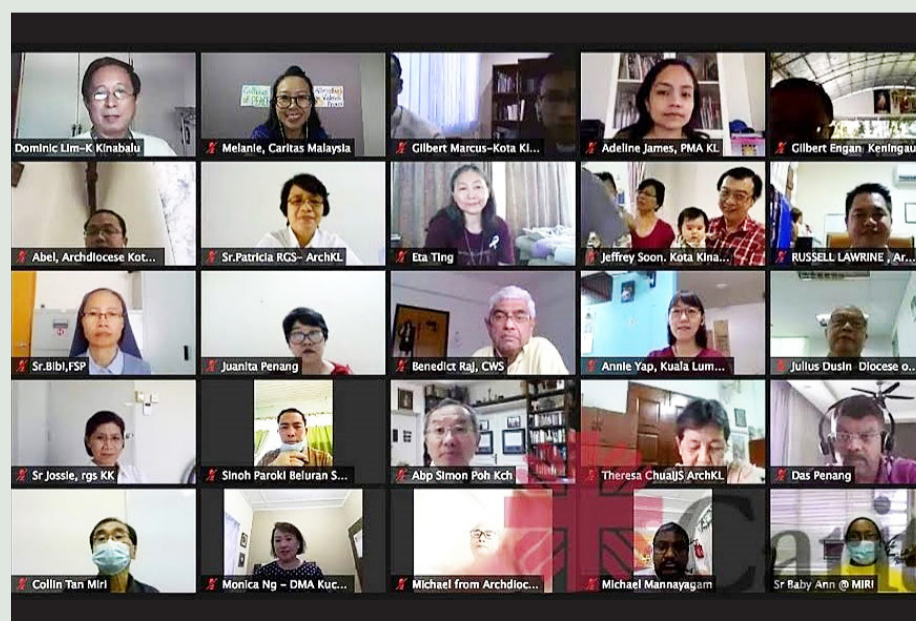 Dominic Lim-K Kinabalu
Melanie, Caritas Malaysia
Gilbert Marcus-Kota Ki...
Adeline James, PMA KL
Gilbert Engan Keningau
Abel, Archdiocese Kot...
Sr.Patricia RGS- ArchKL
Eta Ting
Jeffrey Soon. Kota Kina...
RUSSELL LAWRINE , Ar...
Sr.Bibi,FSP
Juanita Penang
Benedict Raj, CWS
Annie Yap, Kuala Lum...
Julius Dusin Diocese o...
Sr Jossie, rgs KK
Sinoh Paroki Beluran S...
Abp Simon Poh Kch
Theresa ChuaIJS ArchKL
Das Penang
Collin Tan Miri
Monica Ng - DMA Kuc...
Michael from Archdioc...
Michael Mannayagam
Sr Baby Ann @ MIRI